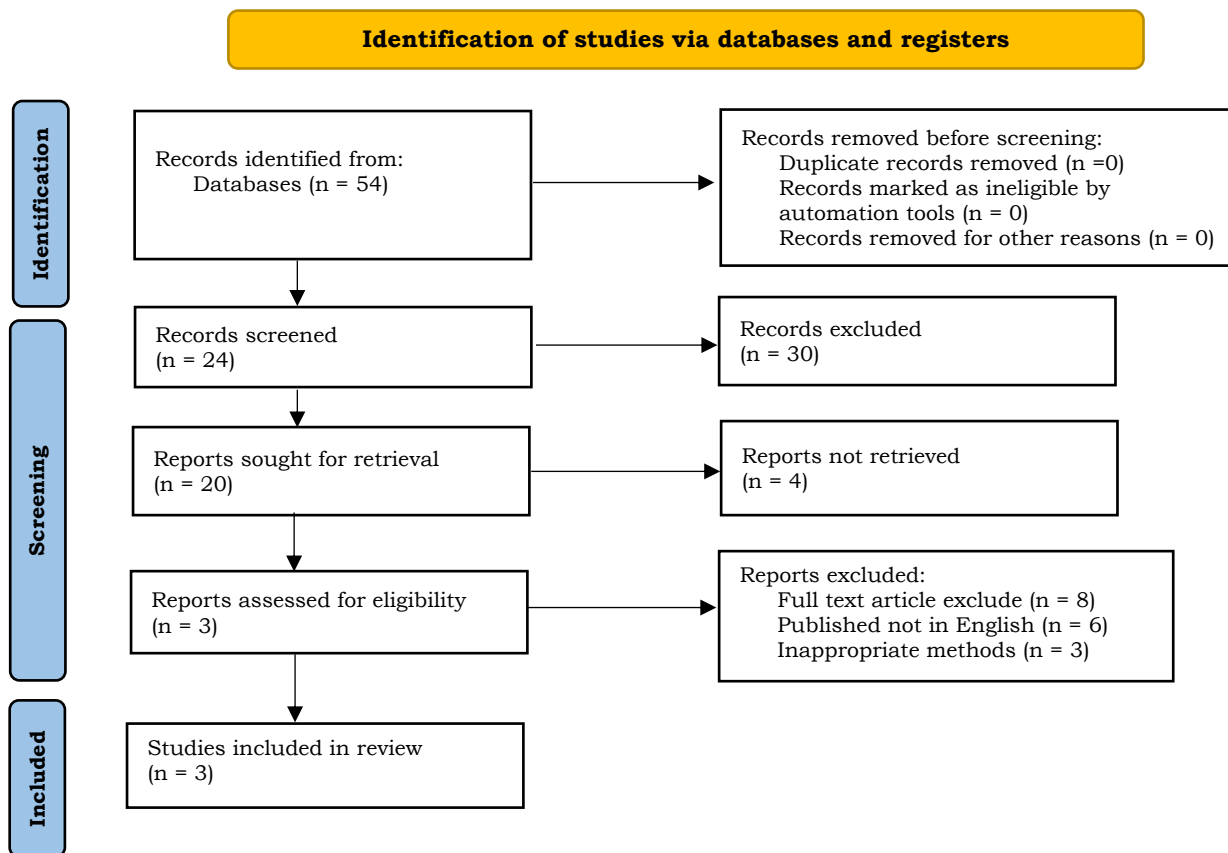 Identification of studies via databases and registers
Identification
Records identified from:
Databases (n = 54)
Records removed before screening:
Duplicate records removed (n =0)
Records marked as ineligible by
automation tools (n = 0)
Records removed for other reasons (n = 0)
Screening
Records screened
(n = 24)
Records excluded
(n = 30)
Reports sought for retrieval
(n = 20)
Reports not retrieved
(n = 4)
Reports assessed for eligibility
(n = 3)
Reports excluded:
Full text article exclude (n = 8)
Published not in English (n = 6)
Inappropriate methods (n = 3)
Included
Studies included in review
(n = 3)